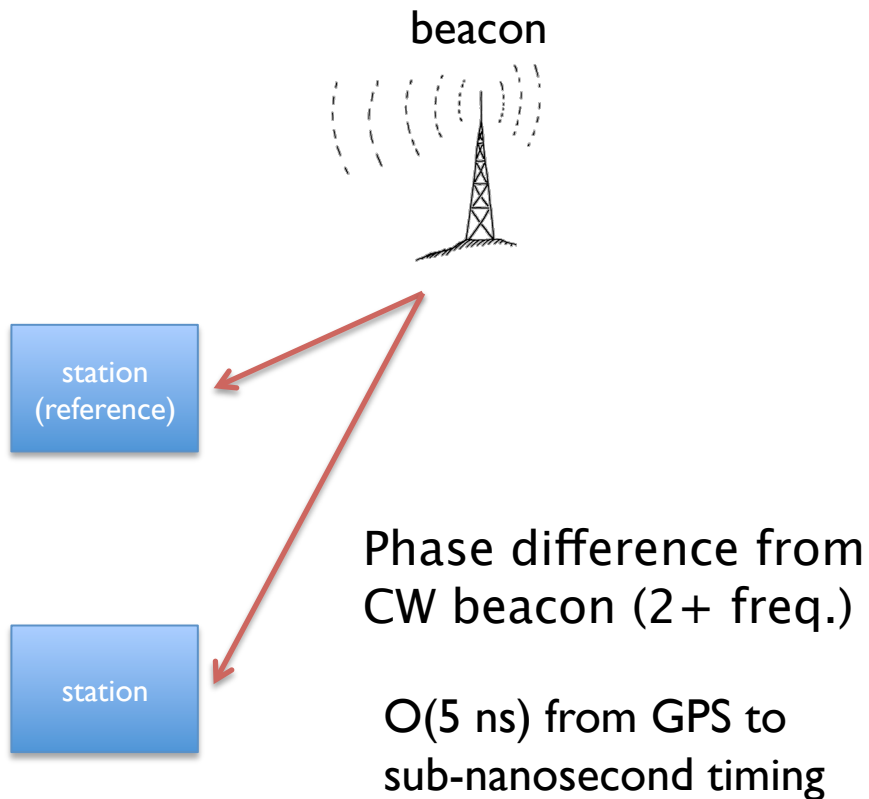 beacon
station
(reference)
Phase difference from
CW beacon (2+ freq.)
station
O(5 ns) from GPS to
sub-nanosecond timing